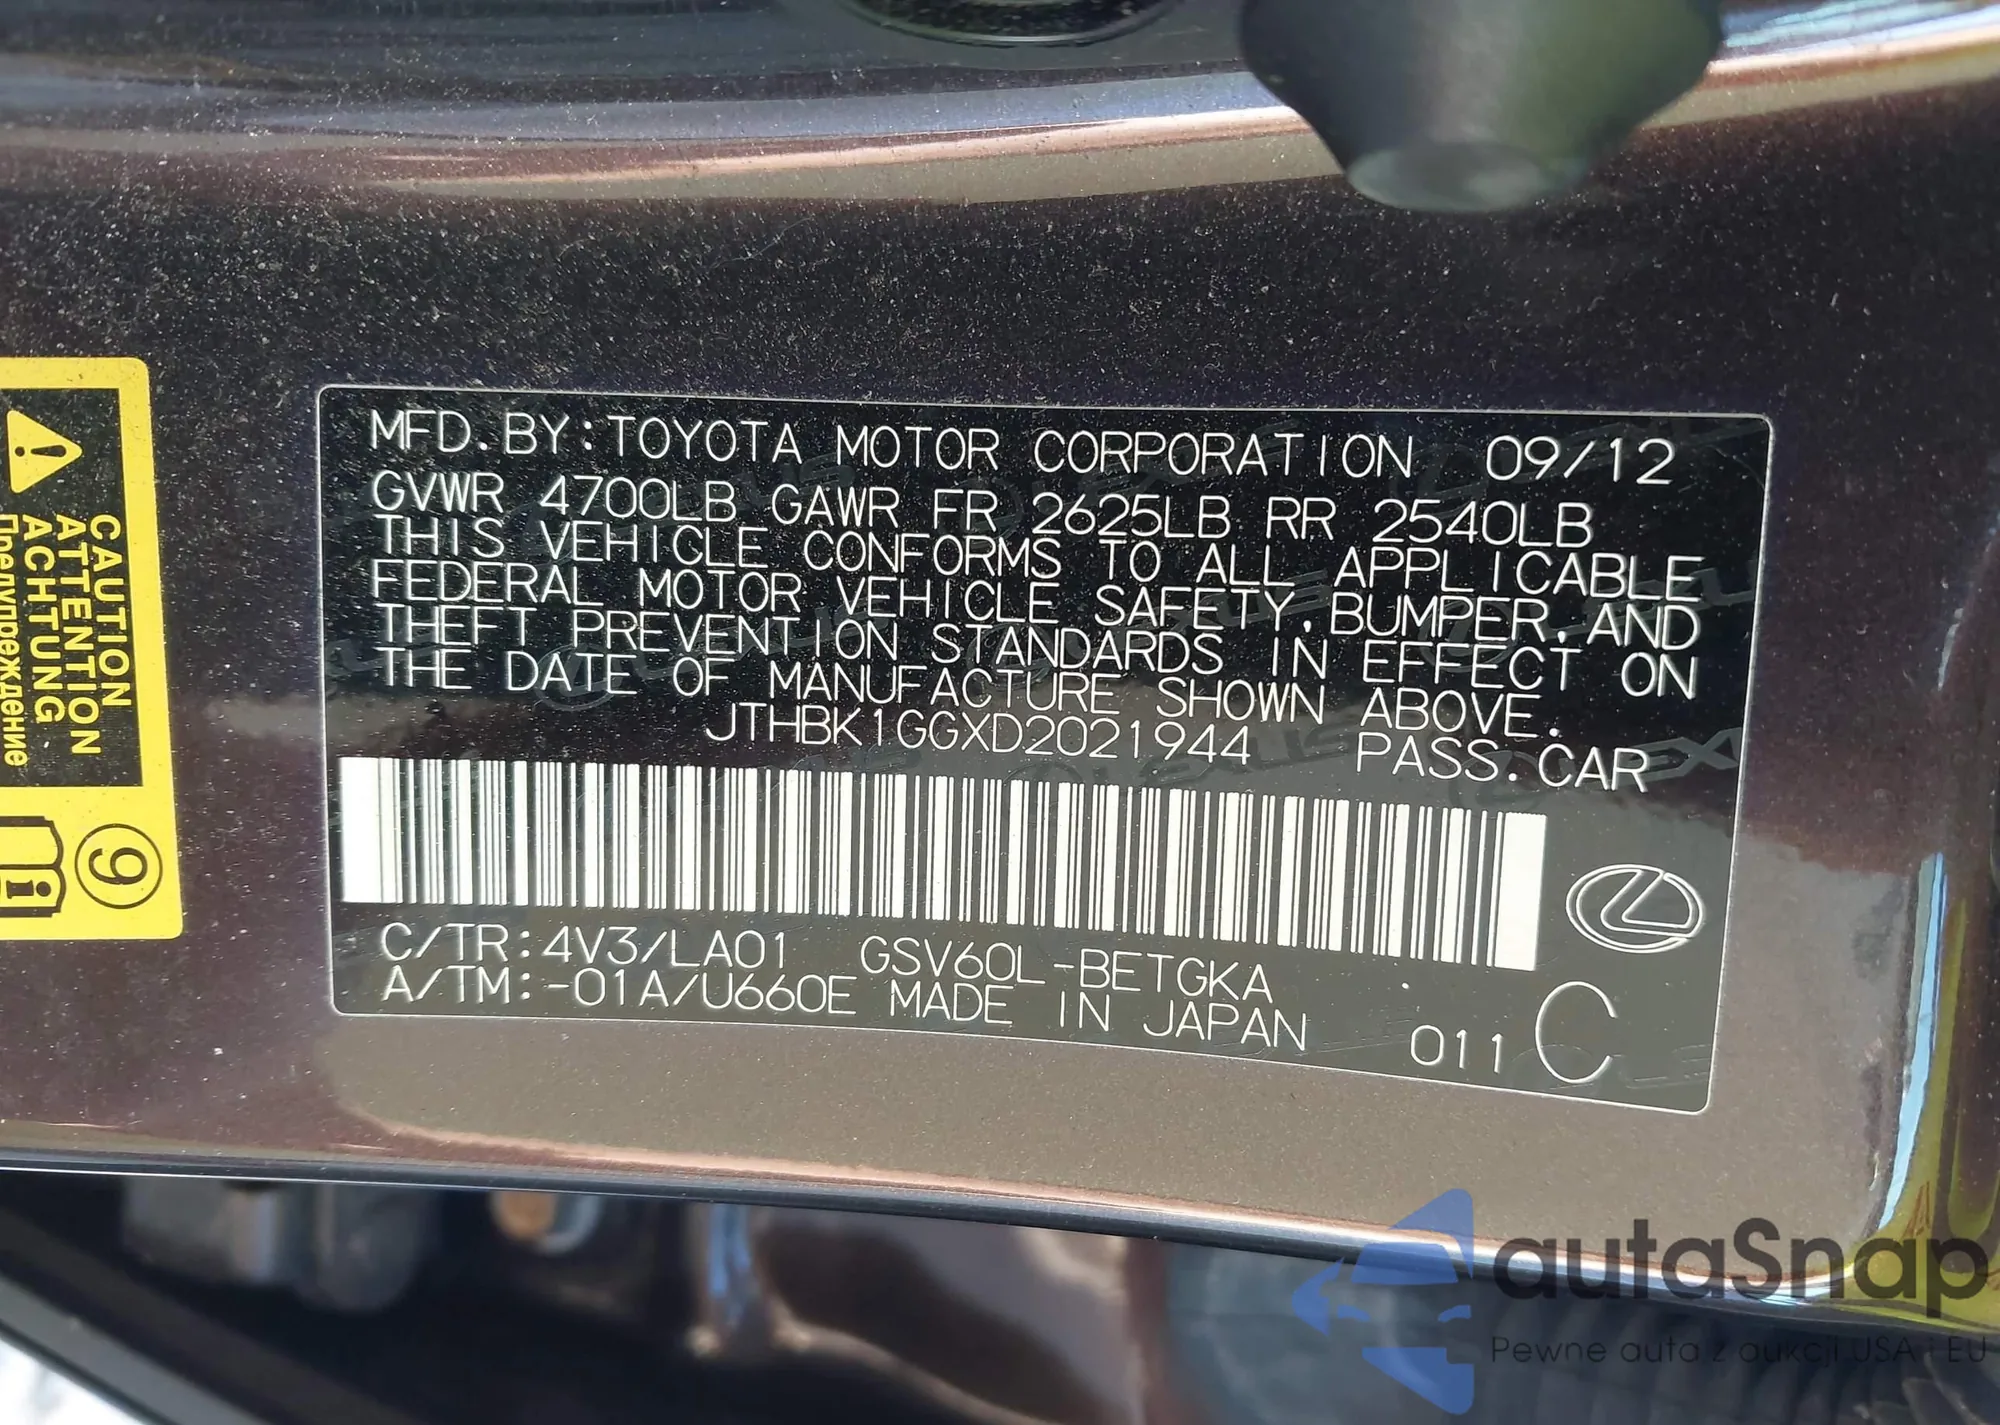 MFD.BY:TOYOTA MOTOR CORPORATION 09/12
GVWR 4700LB GAWR FR 2625LB RR 2540LB
THIS VEHICLE CONFORMS TO ALL APPLICABLE
FEDERAL MOTOR VEHICLE SAFETY,BUMPER,AND
THEFT PREVENTION STANDARDS IN EFFECT ON
THE DATE OF MANUFACTURE SHOWN ABOVE.
JTHBK1GGXD2021944 PASS.CAR
C/TR:4V3/LA01 GSV60L-BETGKA
A/TM:-01A/U660E MADE IN JAPAN 011 C
CAUTION
ATTENTION
ACHTUNG
Предупреждение
9
autaSnap
Pewne auta z aukcji USA i EU